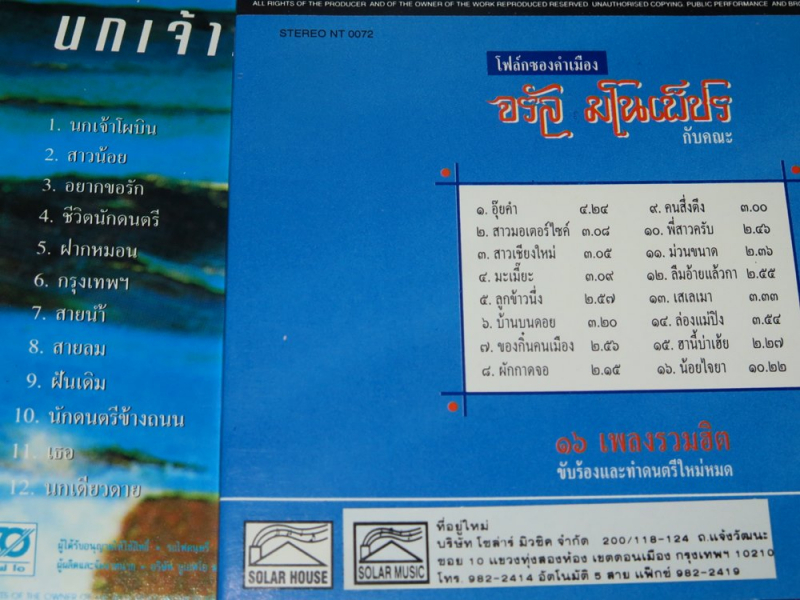 นกเจ้า
1. นกเจ้าโผบิน
2. สาวน้อย
3. อยากขอรัก
4. ชีวิตนักดนตรี
5. ฝากหมอน
6. กรุงเทพฯ
7. สายน้ำ
8. สายลม
9. ฝันเดิม
10. นักดนตรีข้างถนน
11. เธอ
12. นกเดียวดาย
ALL RIGHTS OF THE PRODUCER AND OF THE OWNER OF THE WORK REPRODUCED RESERVED. UNAUTHORISED COPYING, PUBLIC PERFORMANCE AND
STEREO NT 0072
โฟล์กซองคำเมือง
จรัล มโนเพ็ชร
กับคณะ
๑. อุ๊ยคำ ๔.๒๔
๒. สาวมอเตอร์ไซค์ ๓.๐๘
๓. สาวเชียงใหม่ ๓.๐๕
๔. มะเมี๊ยะ ๓.๐๙
๕. ลูกข้าวนึ่ง ๒.๕๗
๖. บ้านบนดอย ๓.๒๐
๗. ของกิ๋นคนเมือง ๒.๕๖
๘. ผักกาดจอ ๒.๑๕
๙. คนสึ่งตึง ๓.๐๐
๑๐. พี่สาวครับ ๒.๔๖
๑๑. ม่วนขนาด ๒.๓๖
๑๒. ลืมอ้ายแล้วกา ๒.๕๕
๑๓. เสเลเมา ๓.๓๓
๑๔. ล่องแม่ปิง ๓.๕๔
๑๕. ฮานี้บ่าเฮ้ย ๒.๒๗
๑๖. น้อยไจยา ๑๐.๒๒
๑๖ เพลงรวมฮิต
ขับร้องและทำดนตรีใหม่หมด
SOLAR HOUSE
SOLAR MUSIC
ที่อยู่ใหม่
บริษัท โซล่าร์ มิวซิค จำกัด 200/118-124 ถ.แจ้งวัฒนะ
ซอย 10 แขวงทุ่งสองห้อง เขตดอนเมือง กรุงเทพฯ 10210
โทร. 982-2414 อัตโนมัติ 5 สาย แฟ็กซ์ 982-2419